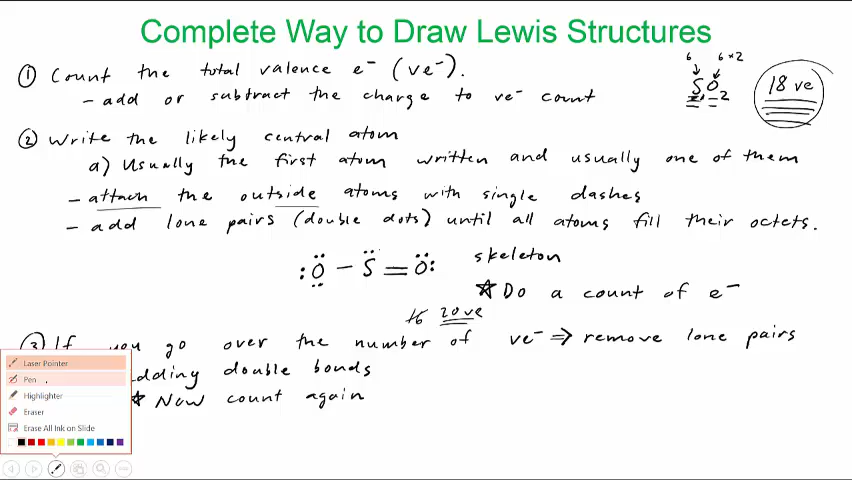 Complete Way to Draw Lewis Structures
① Count the total valence e⁻ (ve⁻).
6 6×2
- add or subtract the charge to ve⁻ count
SO2
18 ve
② Write the likely central atom
a) Usually the first atom written and usually one of them
- attach the outside atoms with single dashes
- add lone pairs (double dots) until all atoms fill their octets.
:O - S = O: skeleton
☆ Do a count of e⁻
16 20 ve
③ If you go over the number of ve⁻ ⇒ remove lone pairs
Laser Pointer
Pen
adding double bonds
Highlighter
☆ Now count again
Eraser
Erase All Ink on Slide